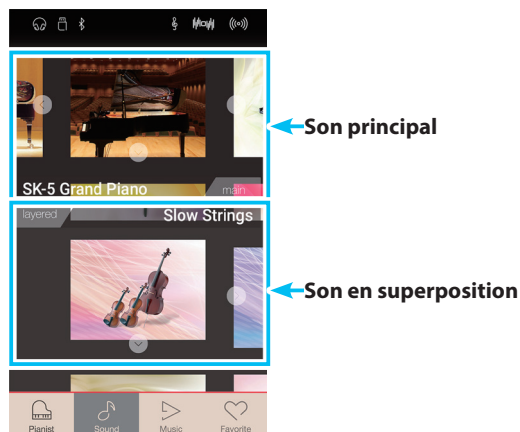 Son principal
SK-5 Grand Piano
main
layered
Slow Strings
Son en superposition
Pianist
Sound
Music
Favorite